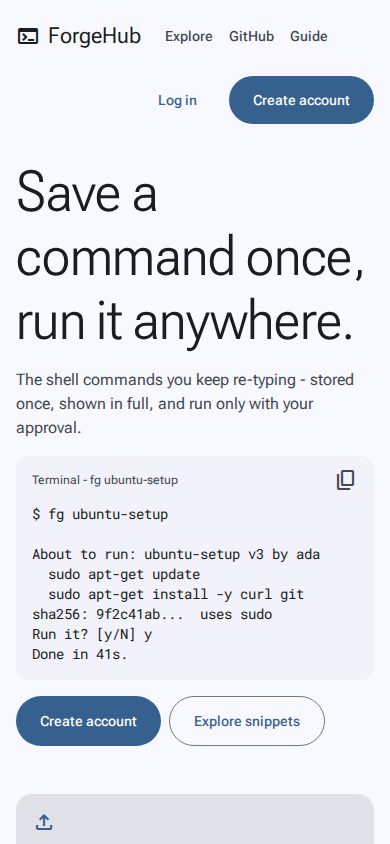 ForgeHub Explore GitHub Guide
Log in Create account
Save a
command once,
run it anywhere.
The shell commands you keep re-typing - stored
once, shown in full, and run only with your
approval.
Terminal - fg ubuntu-setup
$ fg ubuntu-setup
About to run: ubuntu-setup v3 by ada
  sudo apt-get update
  sudo apt-get install -y curl git
sha256: 9f2c41ab...  uses sudo
Run it? [y/N] y
Done in 41s.
Create account Explore snippets